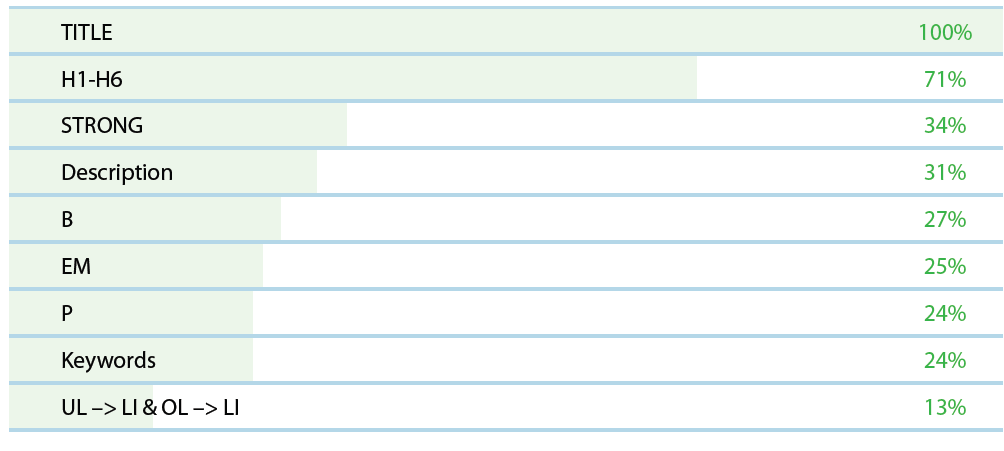 TITLE 100%
H1-H6 71%
STRONG 34%
Description 31%
B 27%
EM 25%
P 24%
Keywords 24%
UL –> LI & OL –> LI 13%